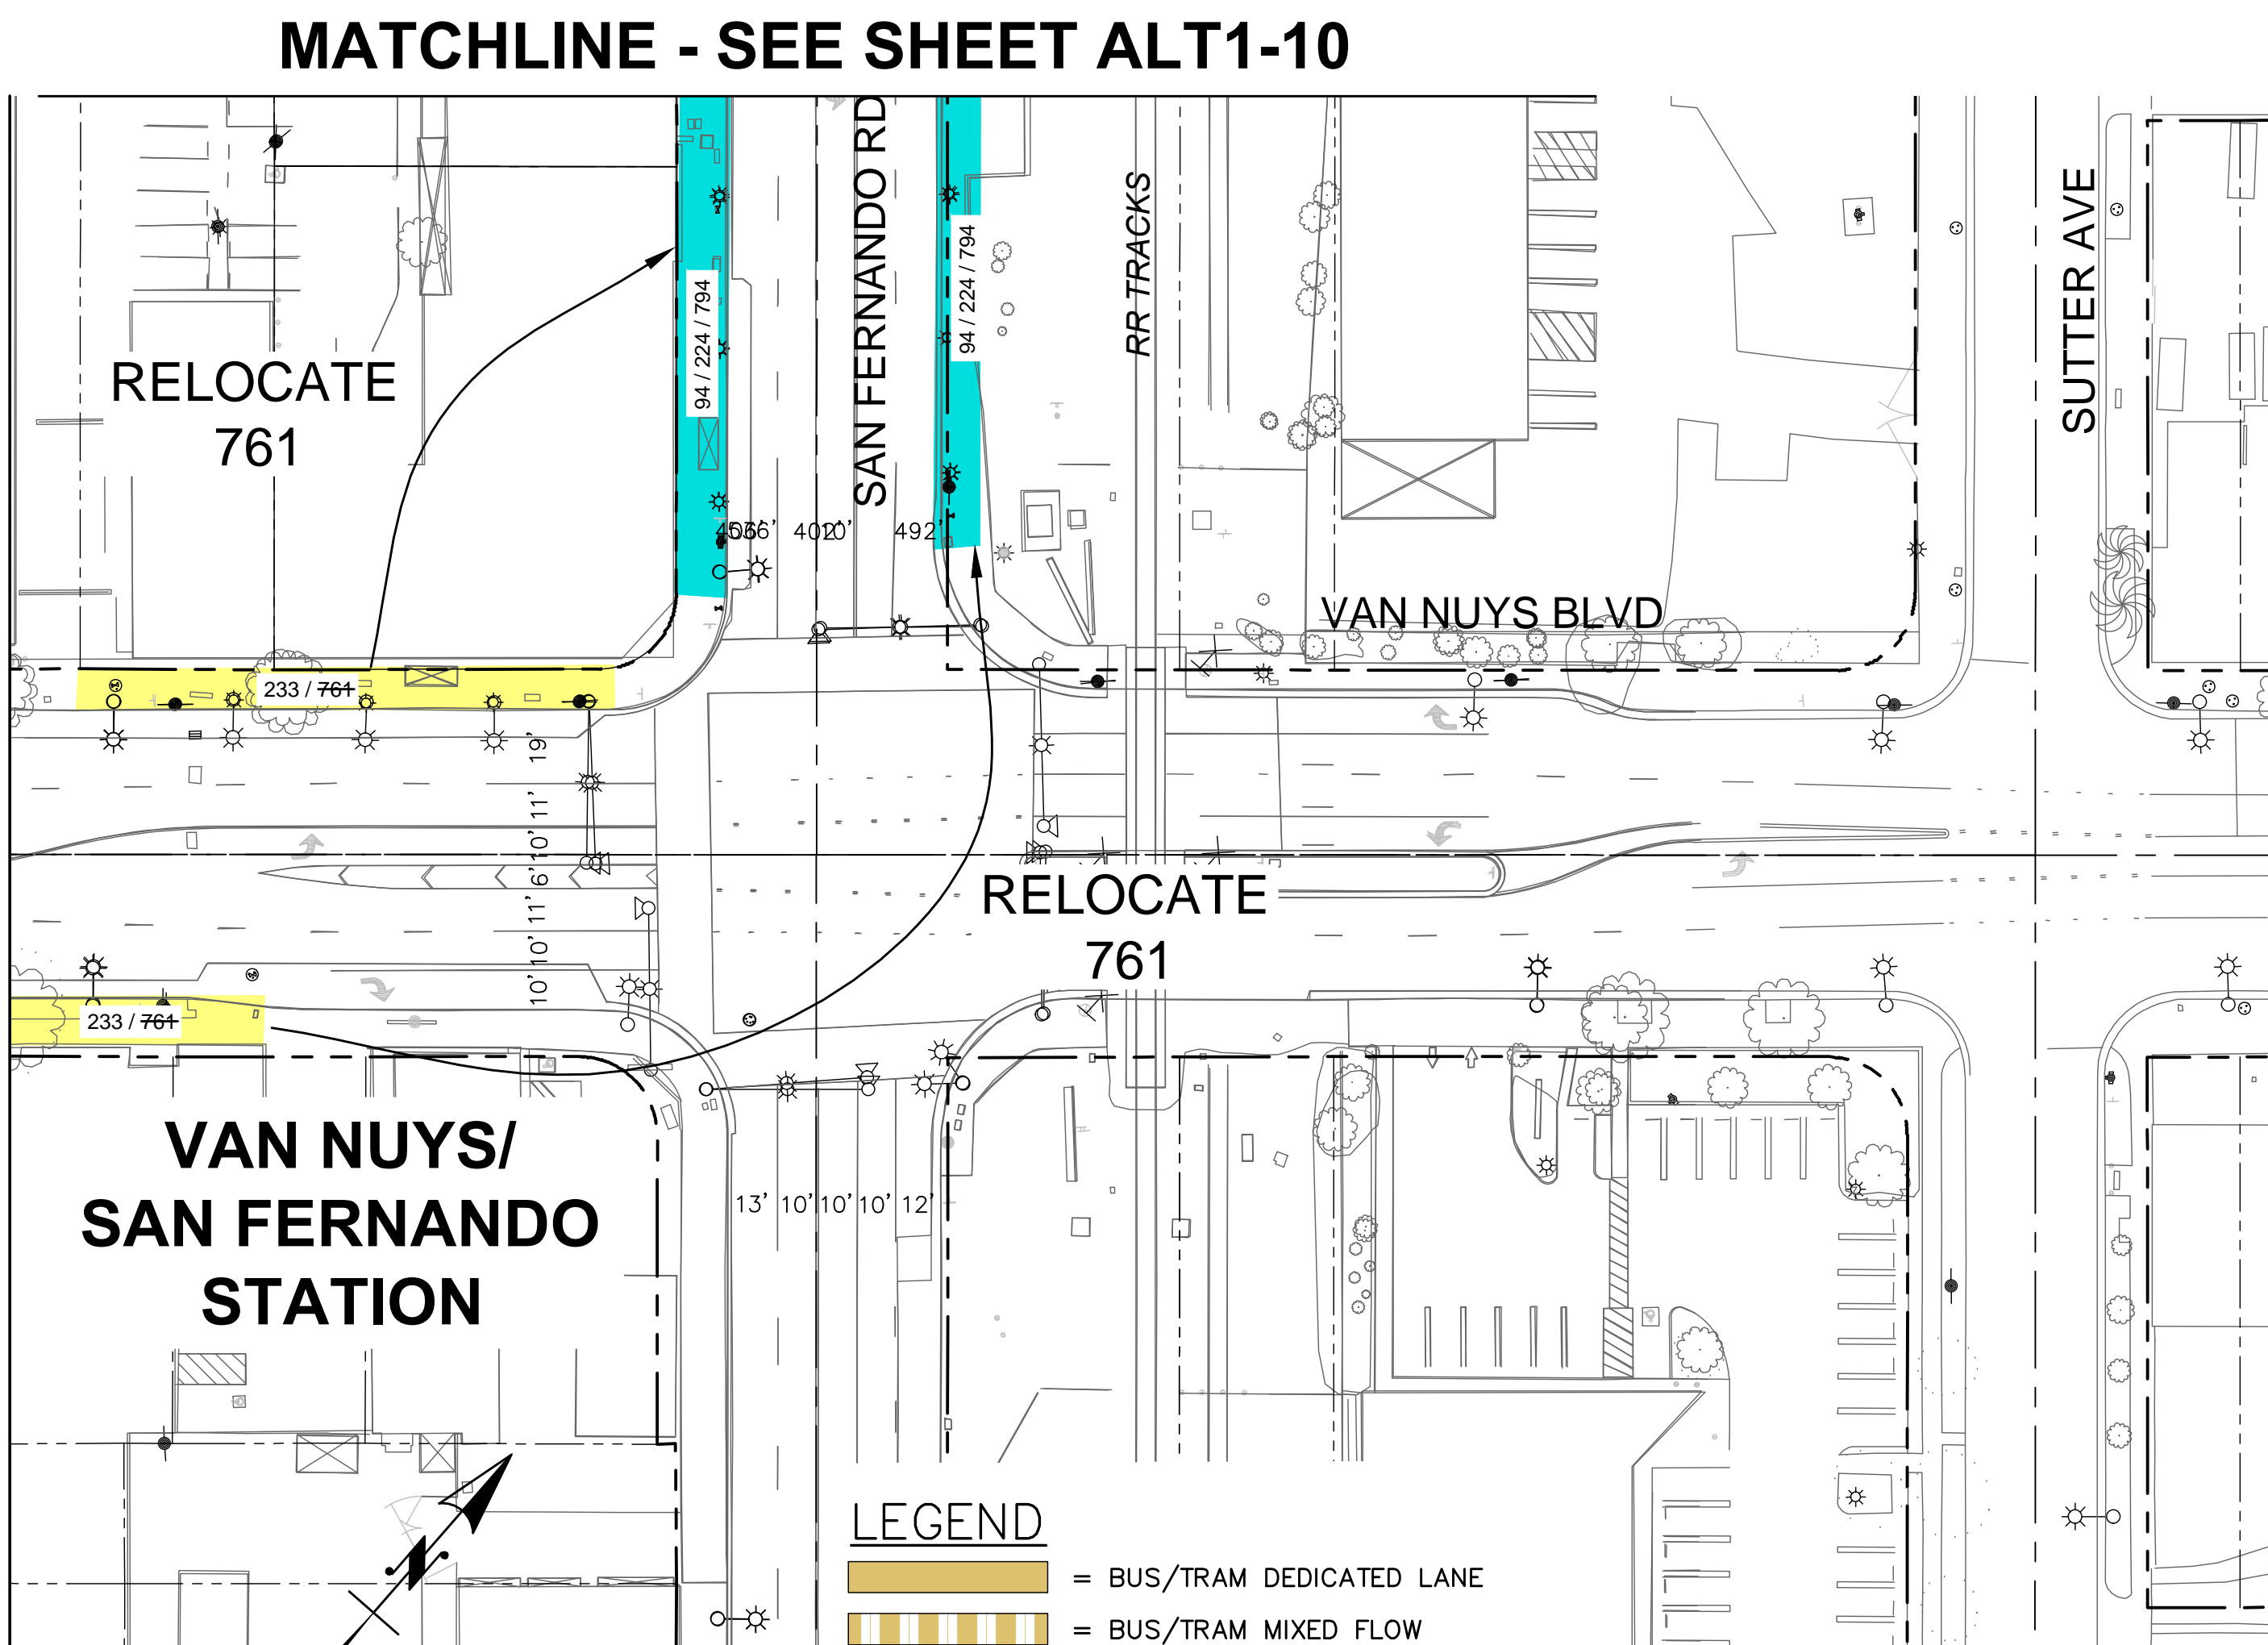 MATCHLINE - SEE SHEET ALT1-10
SAN FERNANDO RD
RR TRACKS
SUTTER AVE
94 / 224 / 794
94 / 224 / 794
RELOCATE
761
VAN NUYS BLVD
233 / 761
19'
11'
10'
6'
11'
10'
10'
RELOCATE
761
233 / 761
VAN NUYS/
SAN FERNANDO
STATION
13' 10' 10' 10' 12'
LEGEND
= BUS/TRAM DEDICATED LANE
= BUS/TRAM MIXED FLOW